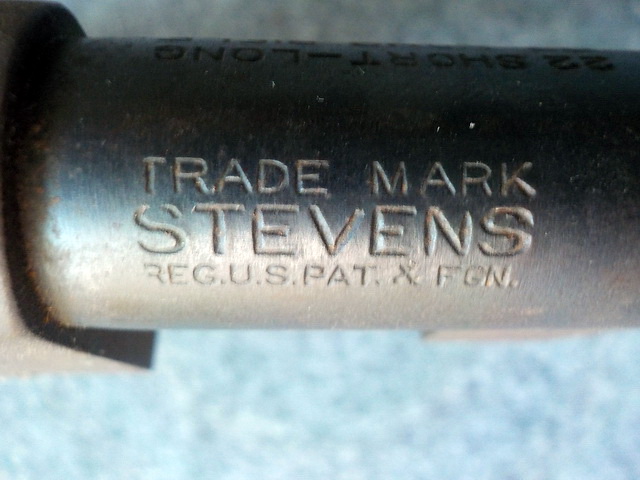 22 SHORT-LONG
TRADE MARK
STEVENS
REG.U.S.PAT. & FGN.